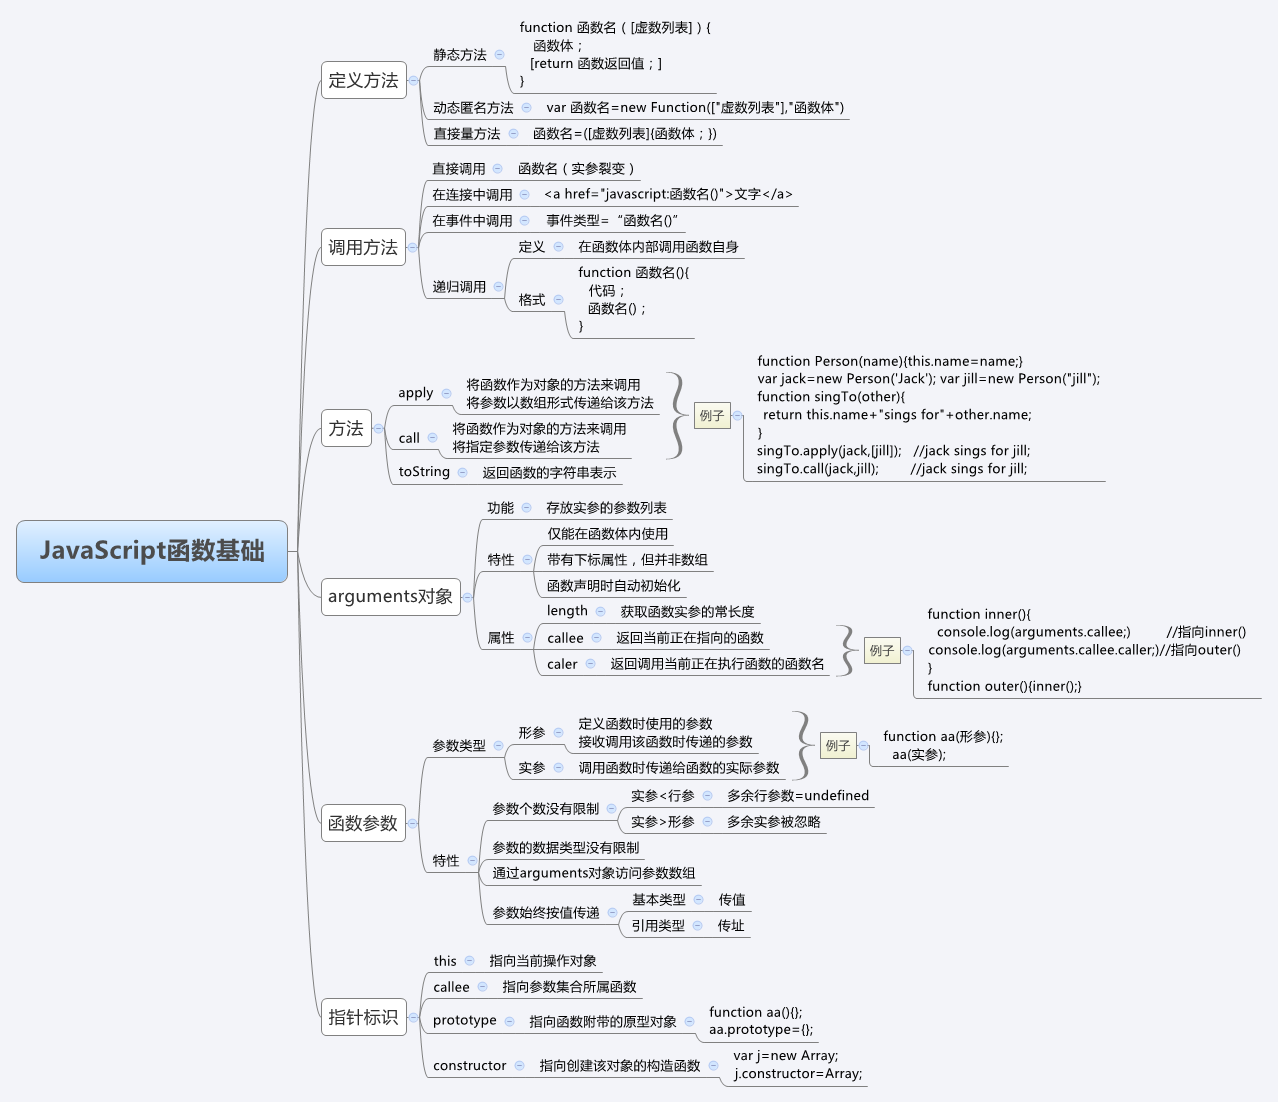 JavaScript函数基础
定义方法
静态方法
function 函数名（[虚数列表]）{
函数体；
[return 函数返回值；]
}
动态匿名方法
var 函数名=new Function(["虚数列表"],"函数体")
直接量方法
函数名=([虚数列表]{函数体；})
调用方法
直接调用
函数名（实参裂变）
在连接中调用
<a href="javascript:函数名()">文字</a>
在事件中调用
事件类型=“函数名()”
递归调用
定义
在函数体内部调用函数自身
格式
function 函数名(){
代码；
函数名()；
}
方法
apply
将函数作为对象的方法来调用
将参数以数组形式传递给该方法
call
将函数作为对象的方法来调用
将指定参数传递给该方法
toString
返回函数的字符串表示
例子
function Person(name){this.name=name;}
var jack=new Person('Jack'); var jill=new Person("jill");
function singTo(other){
return this.name+"sings for"+other.name;
}
singTo.apply(jack,[jill]); //jack sings for jill;
singTo.call(jack,jill); //jack sings for jill;
arguments对象
功能
存放实参的参数列表
特性
仅能在函数体内使用
带有下标属性，但并非数组
函数声明时自动初始化
属性
length
获取函数实参的常长度
callee
返回当前正在指向的函数
caler
返回调用当前正在执行函数的函数名
例子
function inner(){
console.log(arguments.callee;) //指向inner()
console.log(arguments.callee.caller;)//指向outer()
}
function outer(){inner();}
函数参数
参数类型
形参
定义函数时使用的参数
接收调用该函数时传递的参数
实参
调用函数时传递给函数的实际参数
例子
function aa(形参){};
aa(实参);
特性
参数个数没有限制
实参<行参
多余行参数=undefined
实参>形参
多余实参被忽略
参数的数据类型没有限制
通过arguments对象访问参数数组
参数始终按值传递
基本类型
传值
引用类型
传址
指针标识
this
指向当前操作对象
callee
指向参数集合所属函数
prototype
指向函数附带的原型对象
function aa(){};
aa.prototype={};
constructor
指向创建该对象的构造函数
var j=new Array;
j.constructor=Array;